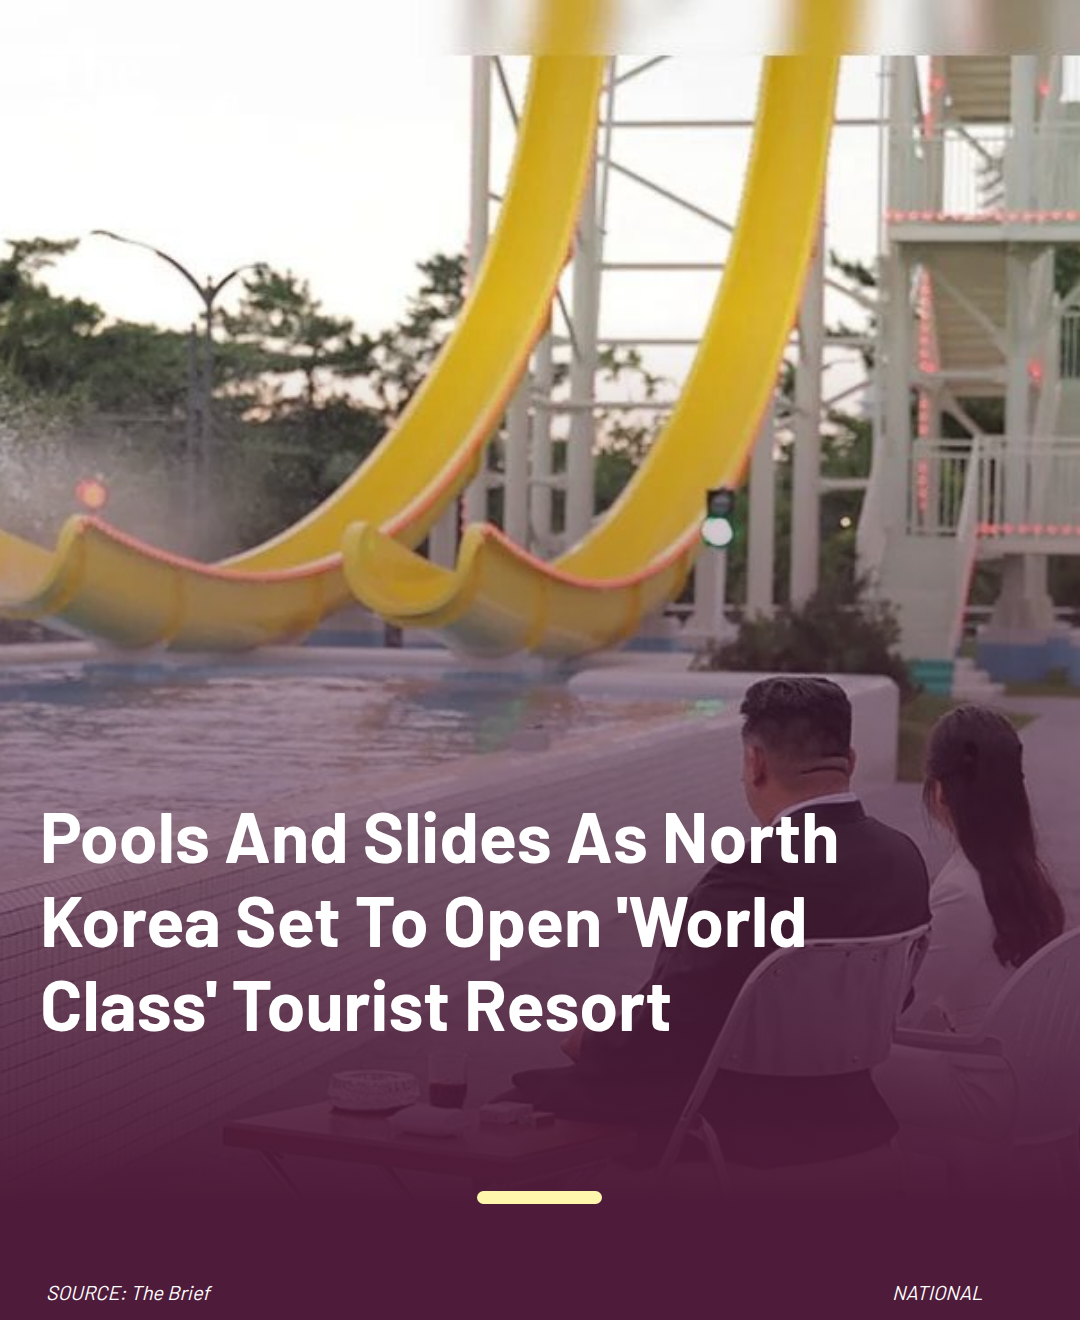 Pools And Slides As North
Korea Set To Open 'World
Class' Tourist Resort
SOURCE: The Brief
NATIONAL